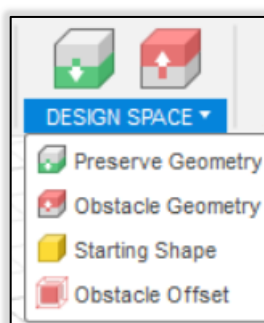 DESIGN SPACE
Preserve Geometry
Obstacle Geometry
Starting Shape
Obstacle Offset